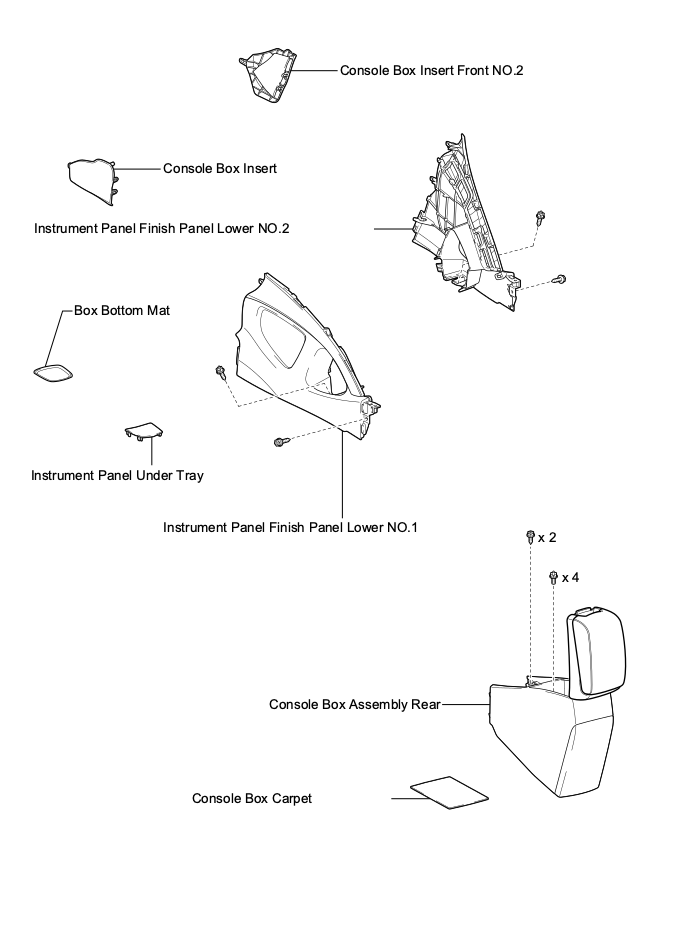 Console Box Insert Front NO.2
Console Box Insert
Instrument Panel Finish Panel Lower NO.2
Box Bottom Mat
Instrument Panel Under Tray
Instrument Panel Finish Panel Lower NO.1
x 2
x 4
Console Box Assembly Rear
Console Box Carpet